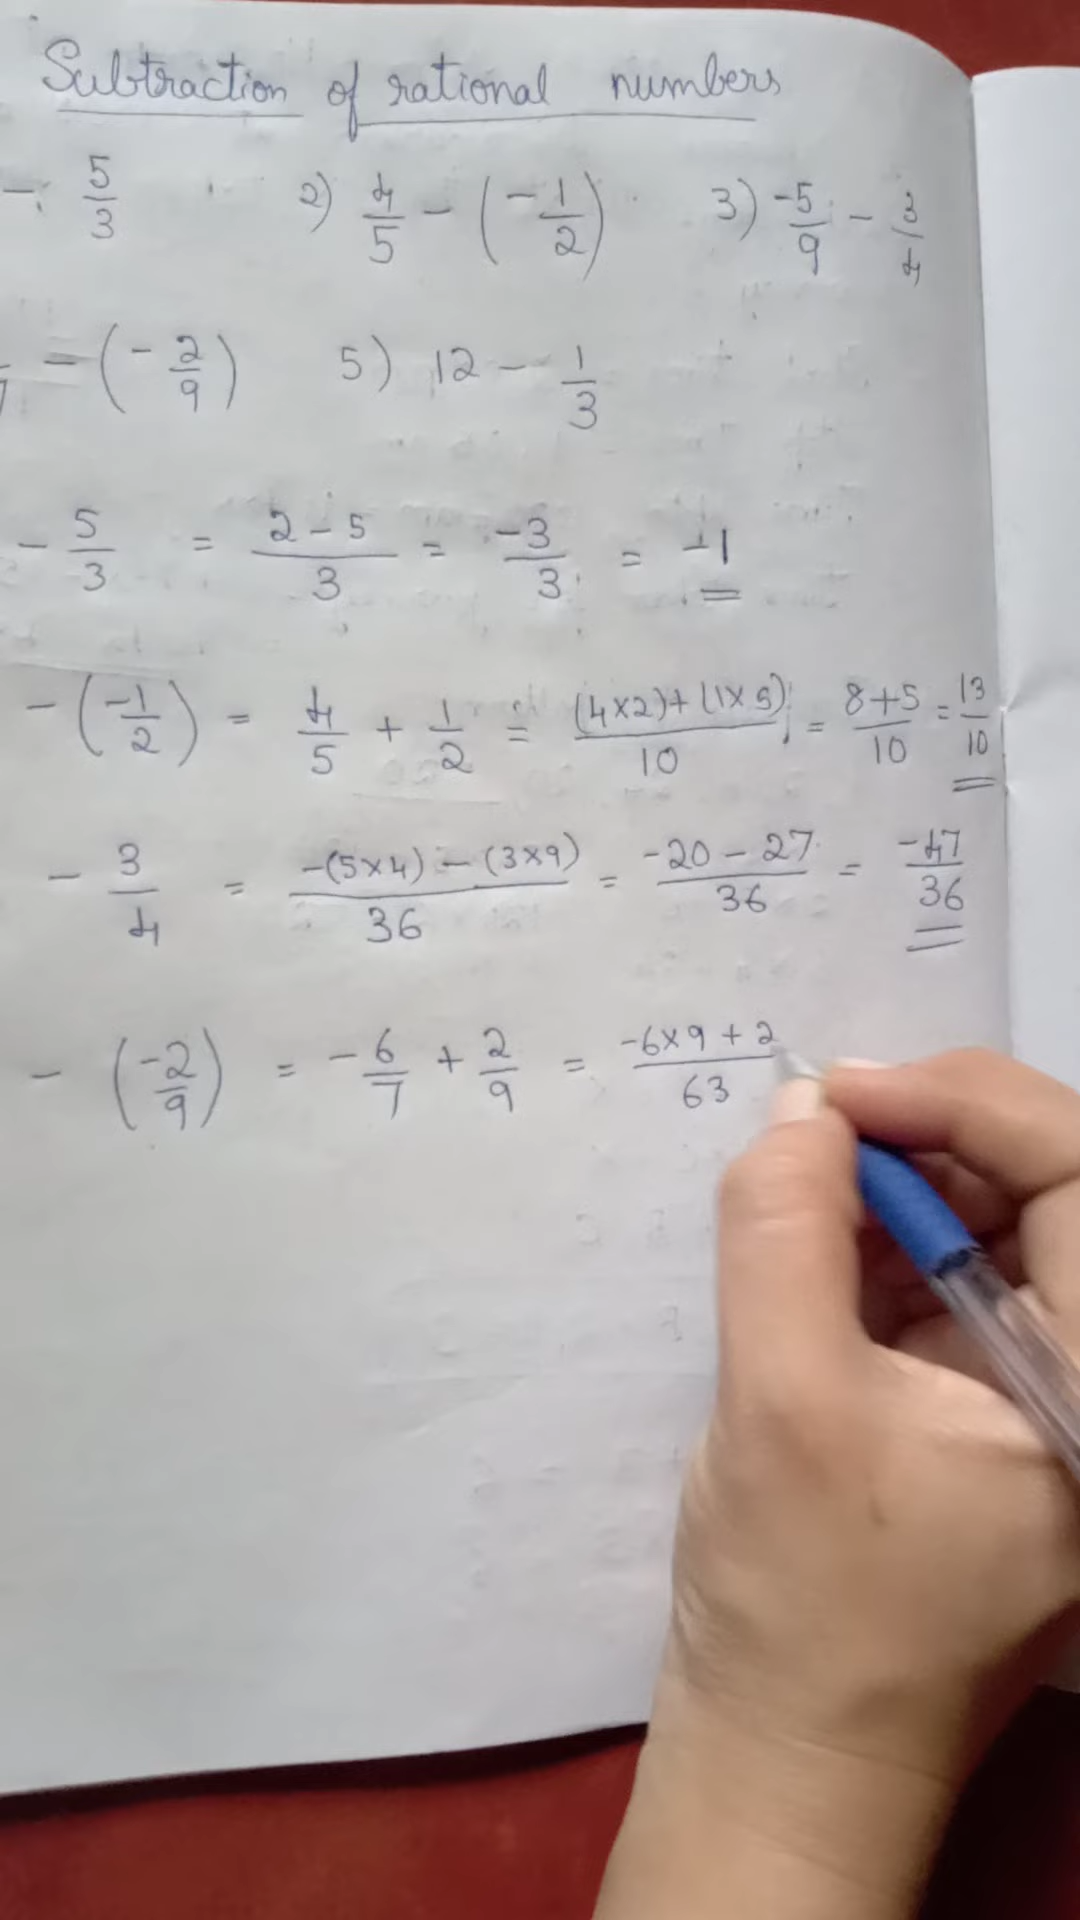 Subtraction of rational numbers
- 5/3 2) 4/5 - (-1/2) 3) -5/9 - 3/4
- (-2/9) 5) 12 - 1/3
- 5/3 = 2-5/3 = -3/3 = -1
- (-1/2) = 4/5 + 1/2 = (4×2)+(1×5)/10 = 8+5/10 = 13/10
- 3/4 = -(5×4) - (3×9)/36 = -20-27/36 = -47/36
- (-2/9) = -6/7 + 2/9 = -6×9+2/63